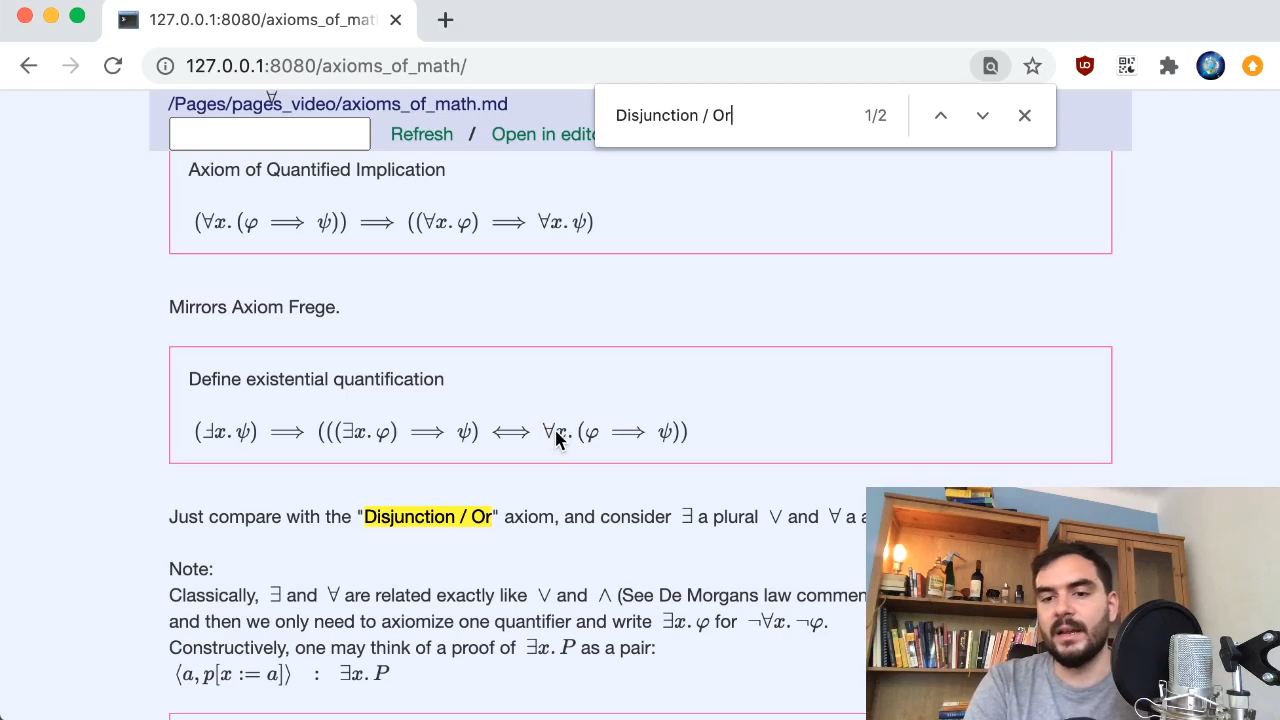 127.0.0.1:8080/axioms_of_mat
127.0.0.1:8080/axioms_of_math/
/Pages/pages_video/axioms_of_math.md
∀
Disjunction / Or 1/2
Refresh / Open in edito
Axiom of Quantified Implication
(∀x. (φ ⟹ ψ)) ⟹ ((∀x. φ) ⟹ ∀x. ψ)
Mirrors Axiom Frege.
Define existential quantification
(Ⅎx. ψ) ⟹ (((∃x. φ) ⟹ ψ) ⟺ ∀x. (φ ⟹ ψ))
Just compare with the "Disjunction / Or" axiom, and consider ∃ a plural ∨ and ∀ a a
Note:
Classically, ∃ and ∀ are related exactly like ∨ and ∧ (See De Morgans law commen
and then we only need to axiomize one quantifier and write ∃x. φ for ¬∀x. ¬φ.
Constructively, one may think of a proof of ∃x. P as a pair:
⟨a, p[x := a]⟩ : ∃x. P